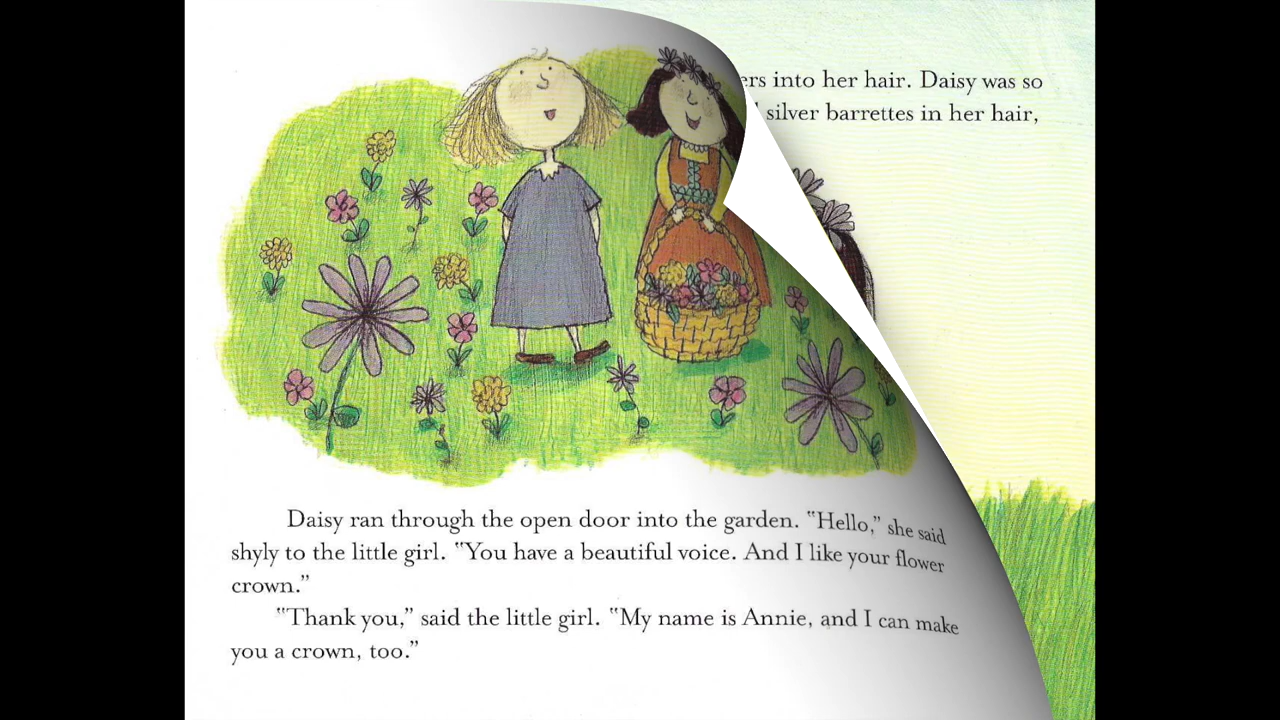 into her hair. Daisy was so
silver barrettes in her hair,
Daisy ran through the open door into the garden. "Hello," she said
shyly to the little girl. "You have a beautiful voice. And I like your flower
crown."
"Thank you," said the little girl. "My name is Annie, and I can make
you a crown, too."